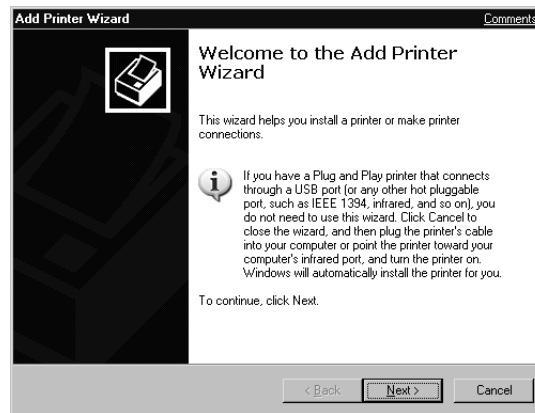 Add Printer Wizard Comments
Welcome to the Add Printer
Wizard
This wizard helps you install a printer or make printer
connections.
If you have a Plug and Play printer that connects
through a USB port (or any other hot pluggable
port, such as IEEE 1394, infrared, and so on), you
do not need to use this wizard. Click Cancel to
close the wizard, and then plug the printer's cable
into your computer or point the printer toward your
computer's infrared port, and turn the printer on.
Windows will automatically install the printer for you.
To continue, click Next.
< Back Next > Cancel